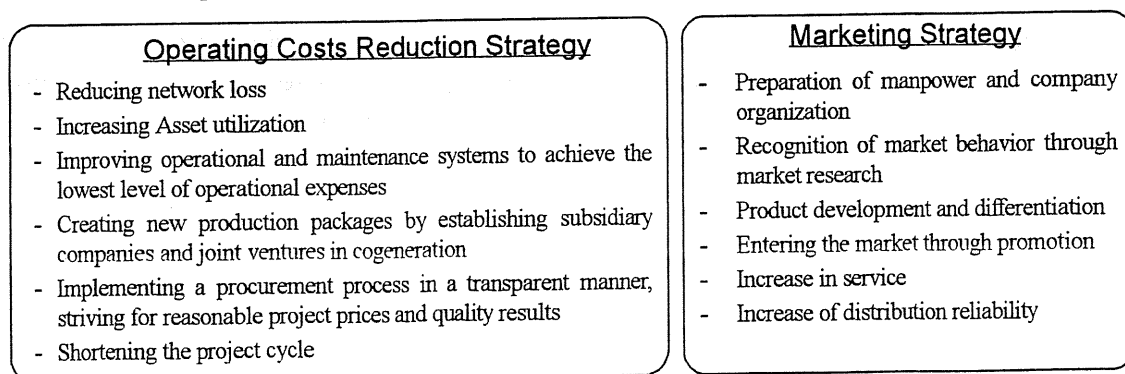 Operating Costs Reduction Strategy
- Reducing network loss
- Increasing Asset utilization
- Improving operational and maintenance systems to achieve the
lowest level of operational expenses
- Creating new production packages by establishing subsidiary
companies and joint ventures in cogeneration
- Implementing a procurement process in a transparent manner,
striving for reasonable project prices and quality results
- Shortening the project cycle
Marketing Strategy
- Preparation of manpower and company
organization
- Recognition of market behavior through
market research
- Product development and differentiation
- Entering the market through promotion
- Increase in service
- Increase of distribution reliability